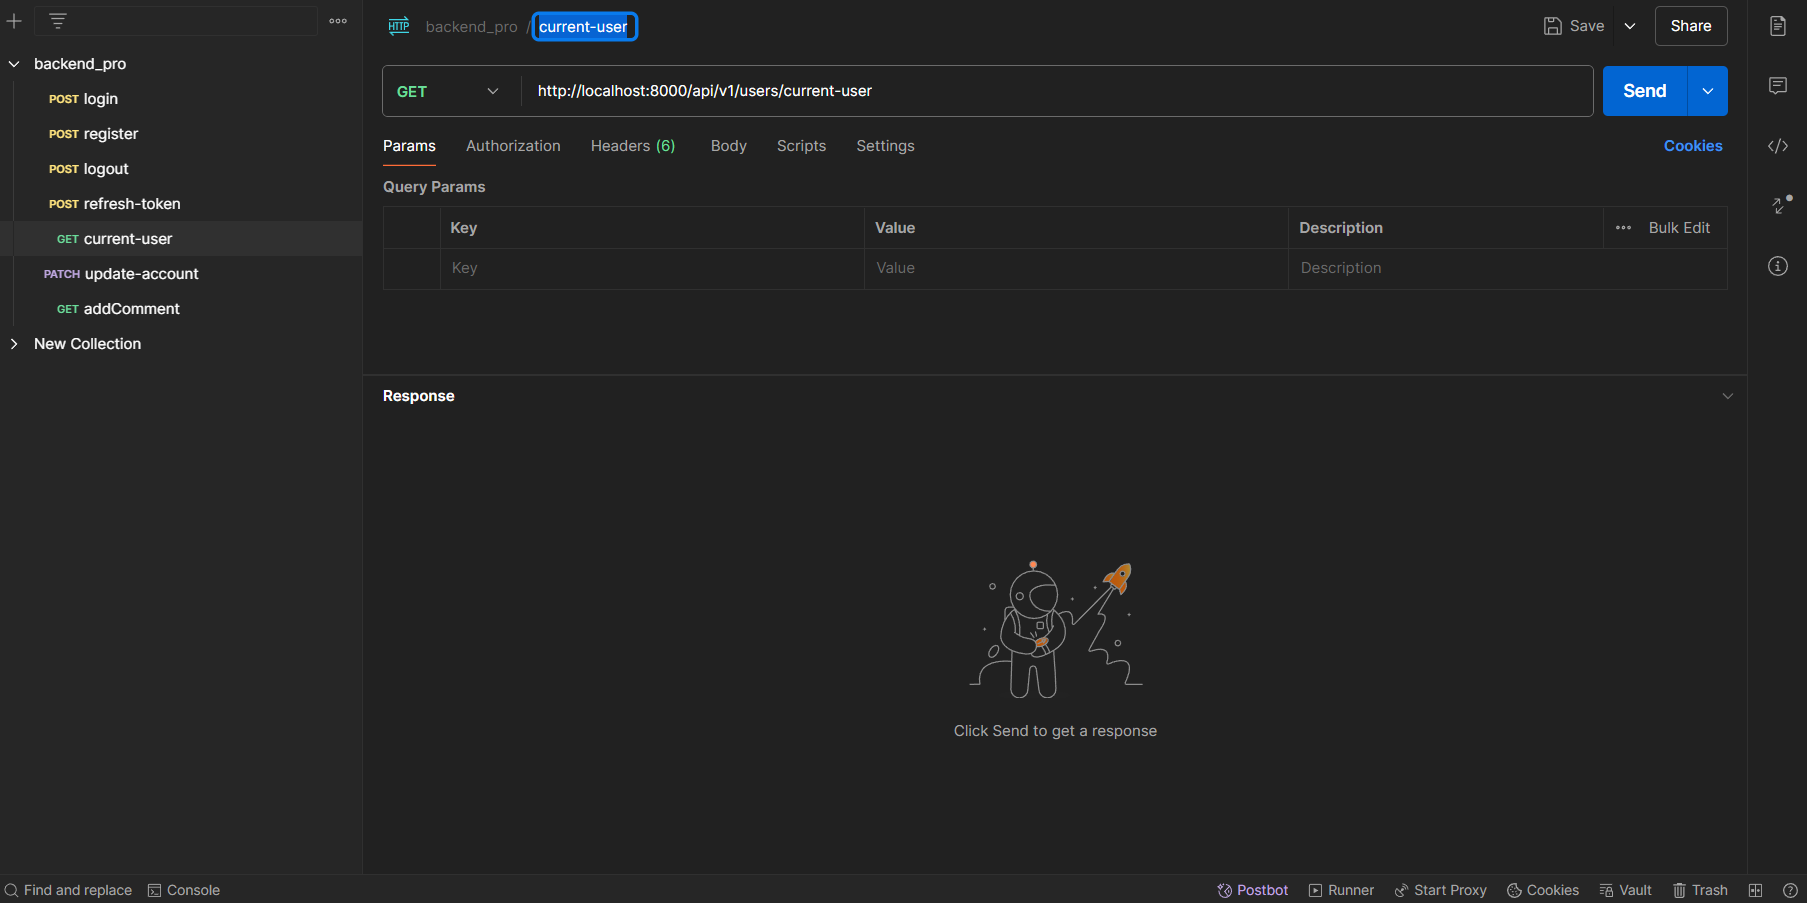 HTTP backend_pro / current-user Save Share
backend_pro
POST login
POST register
POST logout
POST refresh-token
GET current-user
PATCH update-account
GET addComment
New Collection
GET http://localhost:8000/api/v1/users/current-user Send
Params Authorization Headers (6) Body Scripts Settings Cookies
Query Params
Key Value Description Bulk Edit
Key Value Description
Response
Click Send to get a response
Find and replace Console Postbot Runner Start Proxy Cookies Vault Trash